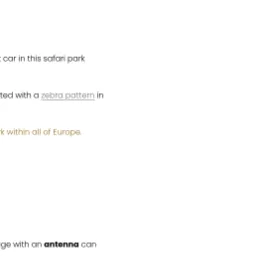 car in this safari park
ted with a zebra pattern in
k within all of Europe.
ge with an antenna can